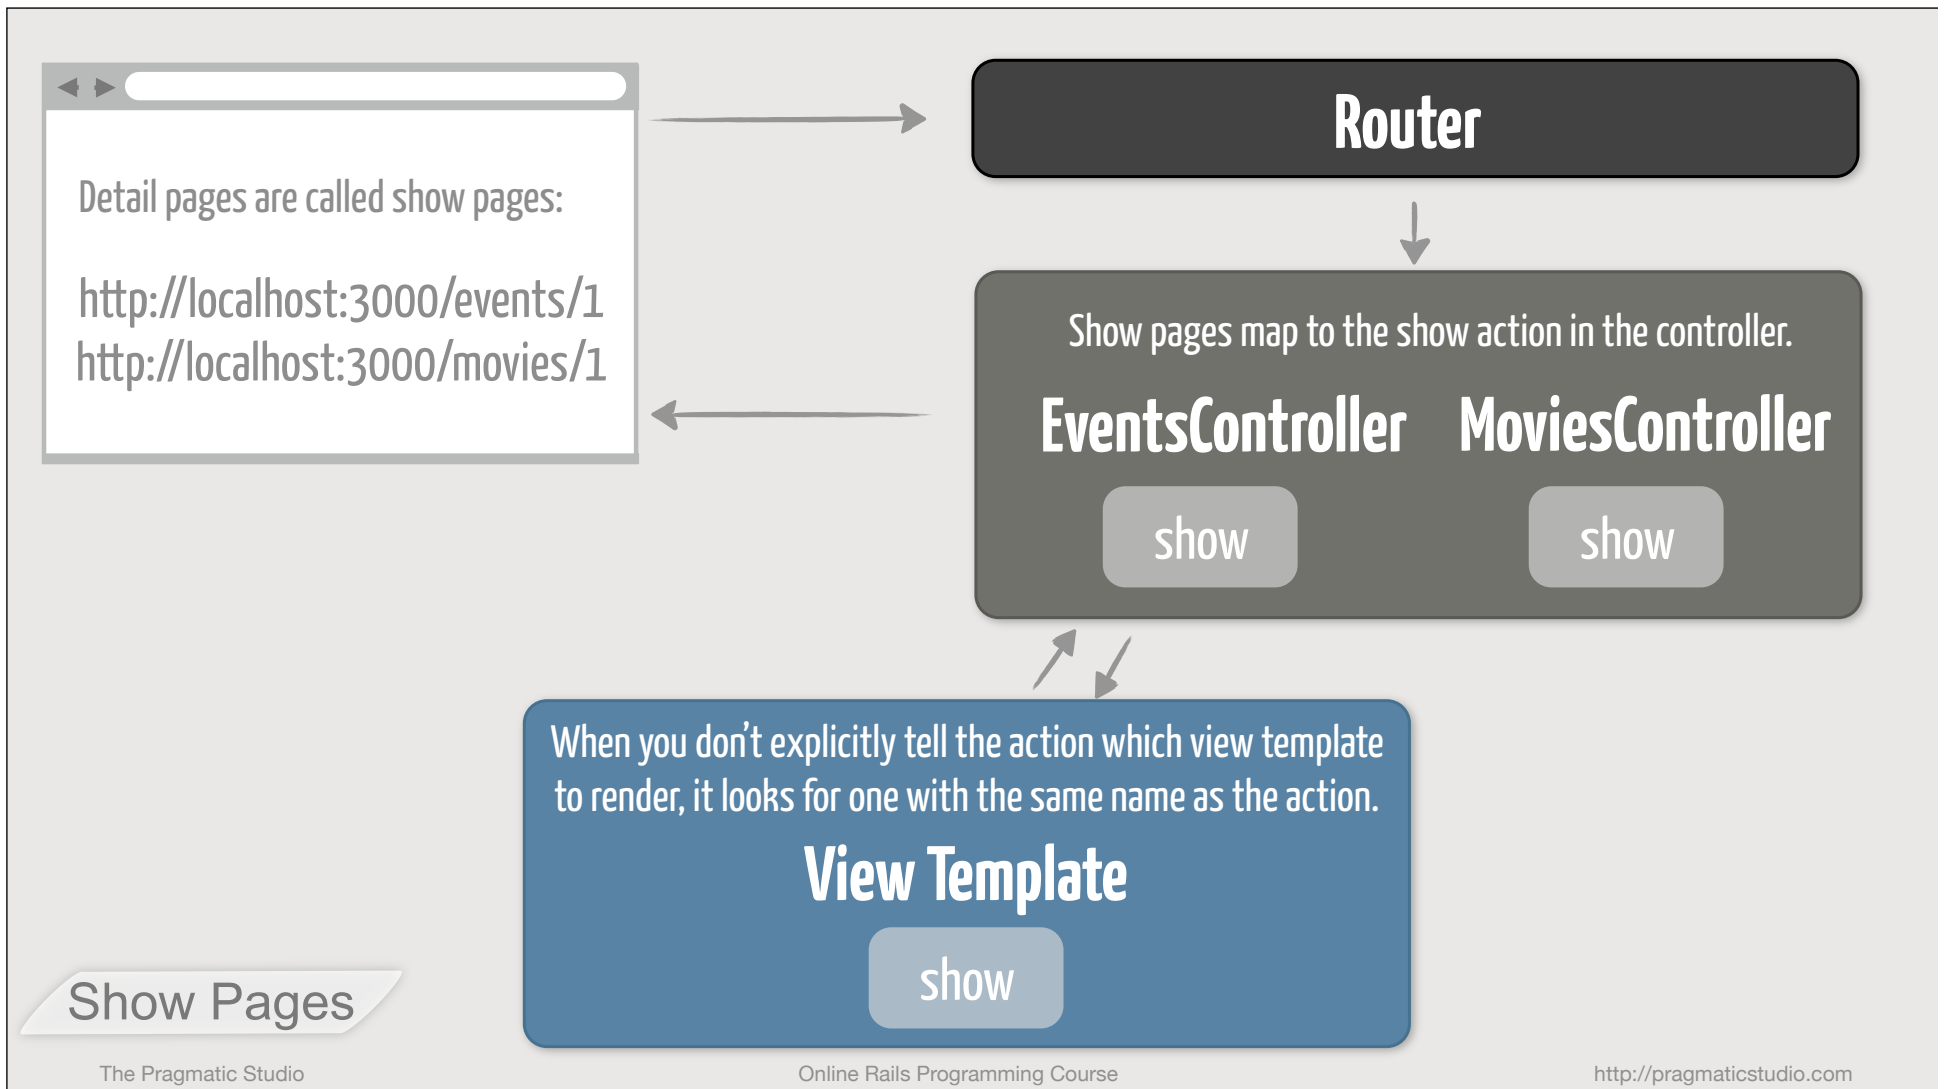 Router
Detail pages are called show pages:
http://localhost:3000/events/1
http://localhost:3000/movies/1
Show pages map to the show action in the controller.
EventsController MoviesController
show show
When you don’t explicitly tell the action which view template
to render, it looks for one with the same name as the action.
View Template
show
Show Pages
The Pragmatic Studio Online Rails Programming Course http://pragmaticstudio.com